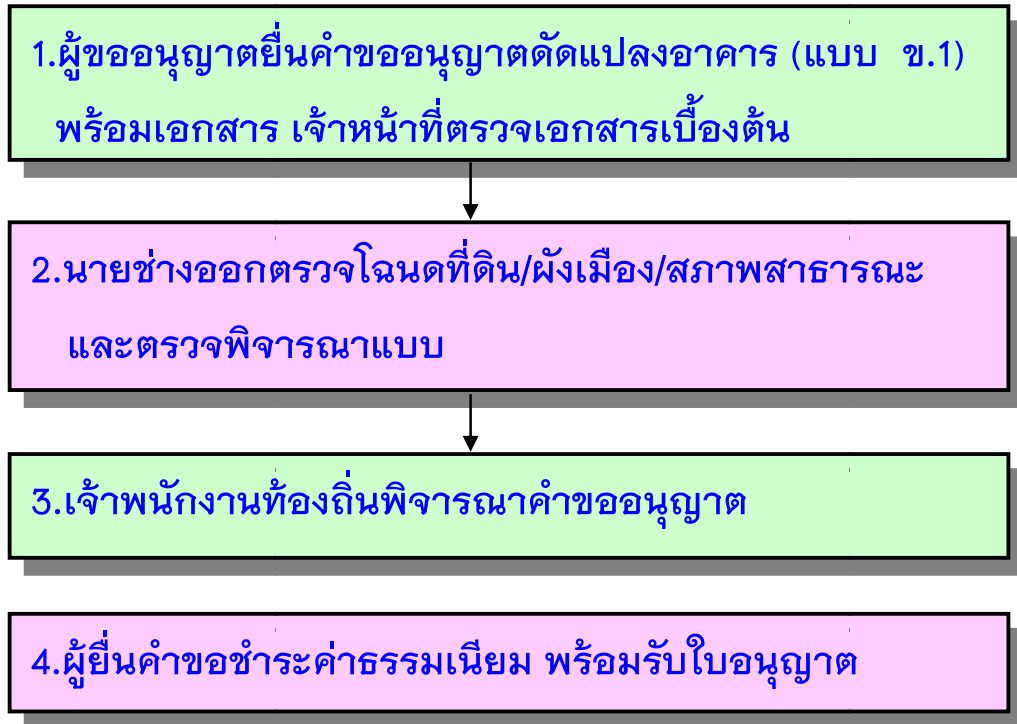 1.ผู้ขออนุญาตยื่นคำขออนุญาตดัดแปลงอาคาร (แบบ ข.1)
พร้อมเอกสาร เจ้าหน้าที่ตรวจเอกสารเบื้องต้น
2.นายช่างออกตรวจโฉนดที่ดิน/ผังเมือง/สภาพสาธารณะ
และตรวจพิจารณาแบบ
3.เจ้าพนักงานท้องถิ่นพิจารณาคำขออนุญาต
4.ผู้ยื่นคำขอชำระค่าธรรมเนียม พร้อมรับใบอนุญาต